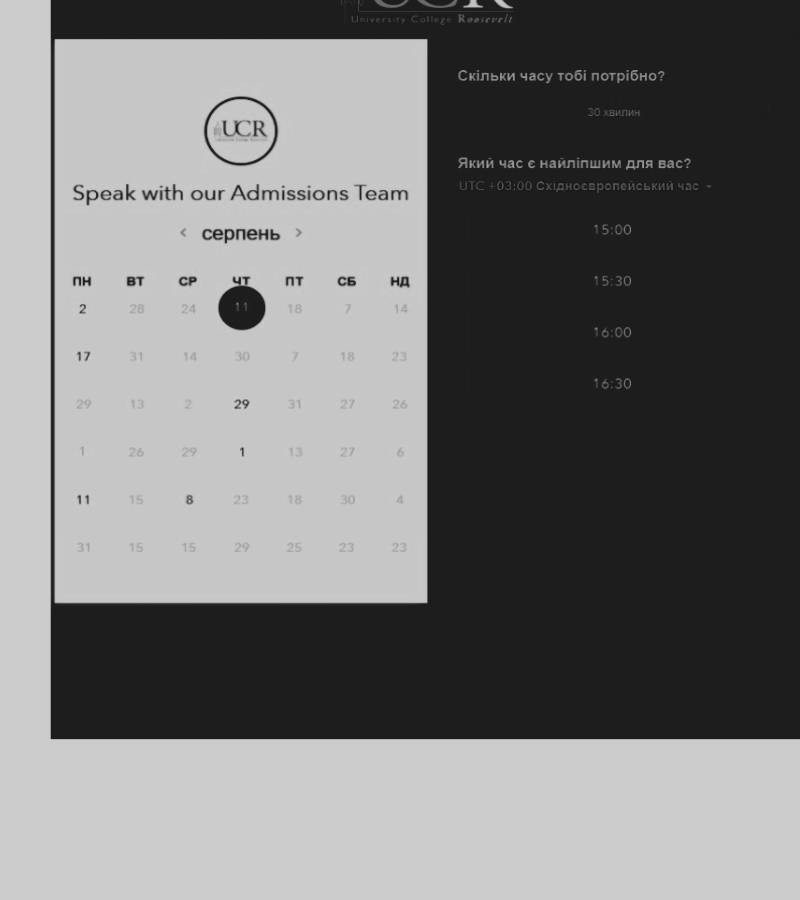 UCR
University College Roosevelt
UCR
Speak with our Admissions Team
< серпень >
ПН ВТ СР ЧТ ПТ СБ НД
2 28 24 11 18 7 14
17 31 14 30 7 18 23
29 13 2 29 31 27 26
1 26 29 1 13 27 6
11 15 8 23 18 30 4
31 15 15 29 25 23 23
Скільки часу тобі потрібно?
30 хвилин
Який час є найліпшим для вас?
UTC +03:00 Східноєвропейський час
15:00
15:30
16:00
16:30